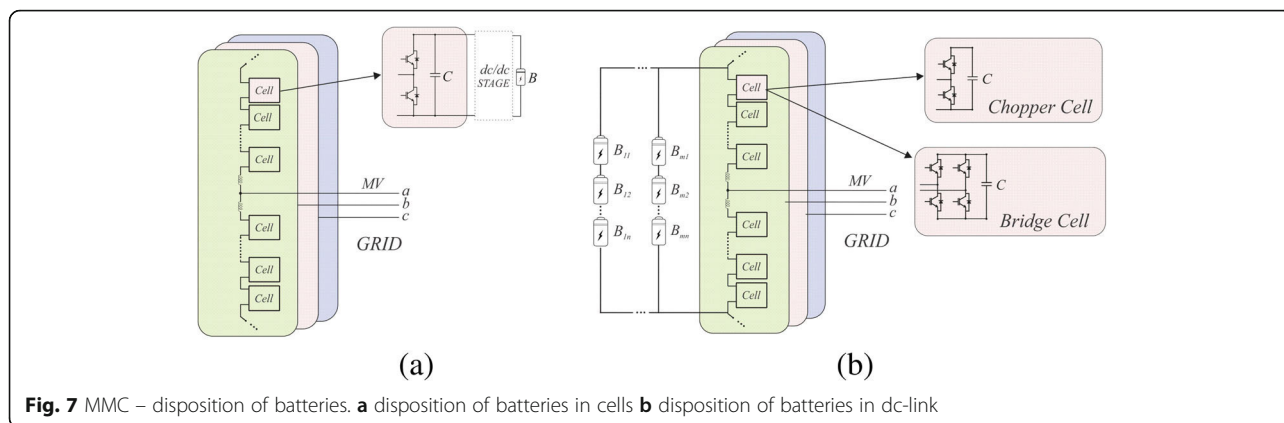 C
dc/dc
STAGE
B
Cell
Cell
Cell
MV
a
b
c
Cell
GRID
Cell
Cell
(a)
Cell
Cell
Cell
B11
B12
B1n
Bm1
Bm2
Bmn
MV
a
b
c
Cell
GRID
Cell
Cell
C
Chopper Cell
C
Bridge Cell
(b)
Fig. 7 MMC – disposition of batteries. a disposition of batteries in cells b disposition of batteries in dc-link